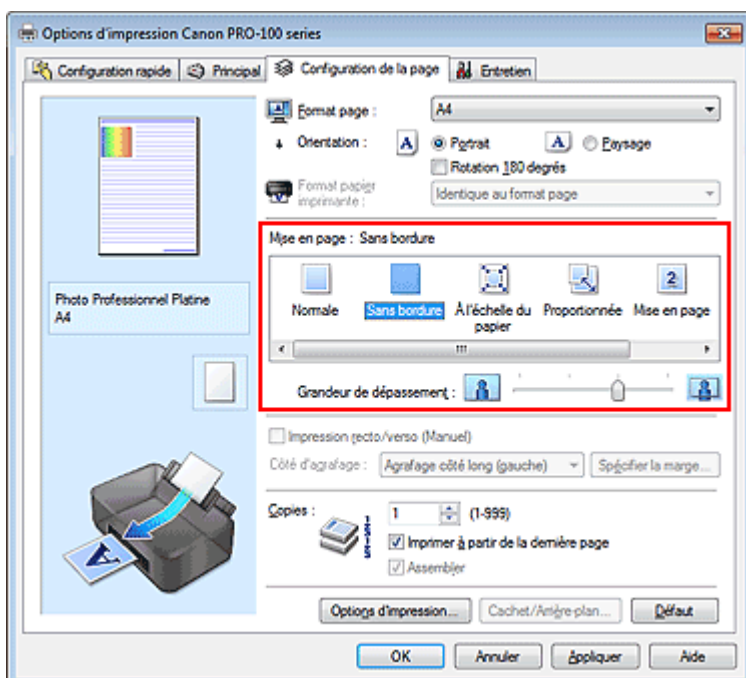 Options d'impression Canon PRO-100 series
Configuration rapide
Principal
Configuration de la page
Entretien
Format page :
A4
Orientation :
A
Portrait
A
Paysage
Rotation 180 degrés
Format papier
imprimante :
Identique au format page
Mise en page : Sans bordure
Normale
Sans bordure
À l'échelle du
papier
Proportionnée
2
Mise en page
Photo Professionnel Platine
A4
Grandeur de dépassement :
Impression recto/verso (Manuel)
Côté d'agrafage :
Agrafage côté long (gauche)
Spécifier la marge...
Copies :
1
(1-999)
Imprimer à partir de la dernière page
Assembler
A
Options d'impression...
Cachet/Arrière-plan...
Défaut
OK
Annuler
Appliquer
Aide